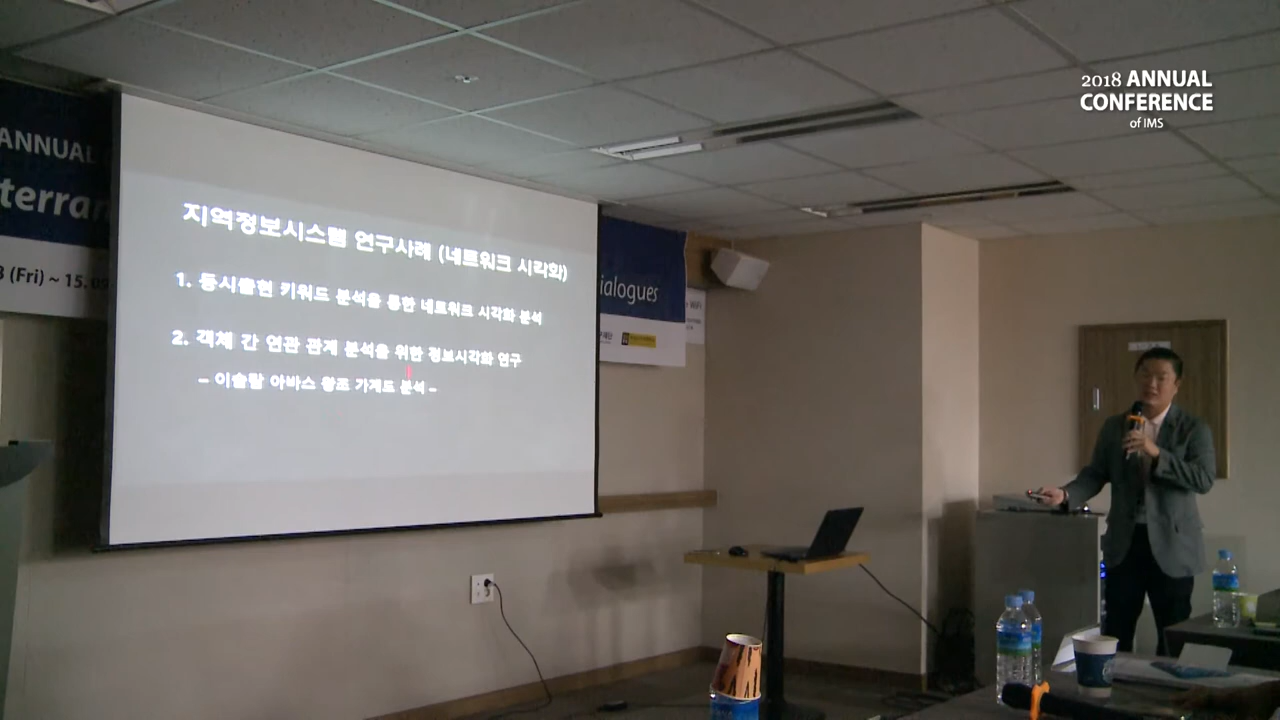 2018 ANNUAL
CONFERENCE
of IMS
ANNUAL
terran
3 (Fri) ~ 15. 09
ialogues
지역정보시스템 연구사례 (네트워크 시각화)
1. 동시출현 키워드 분석을 통한 네트워크 시각화 분석
2. 객체 간 연관 관계 분석을 위한 정보시각화 연구
– 이슬람 아바스 왕조 가계도 분석 –